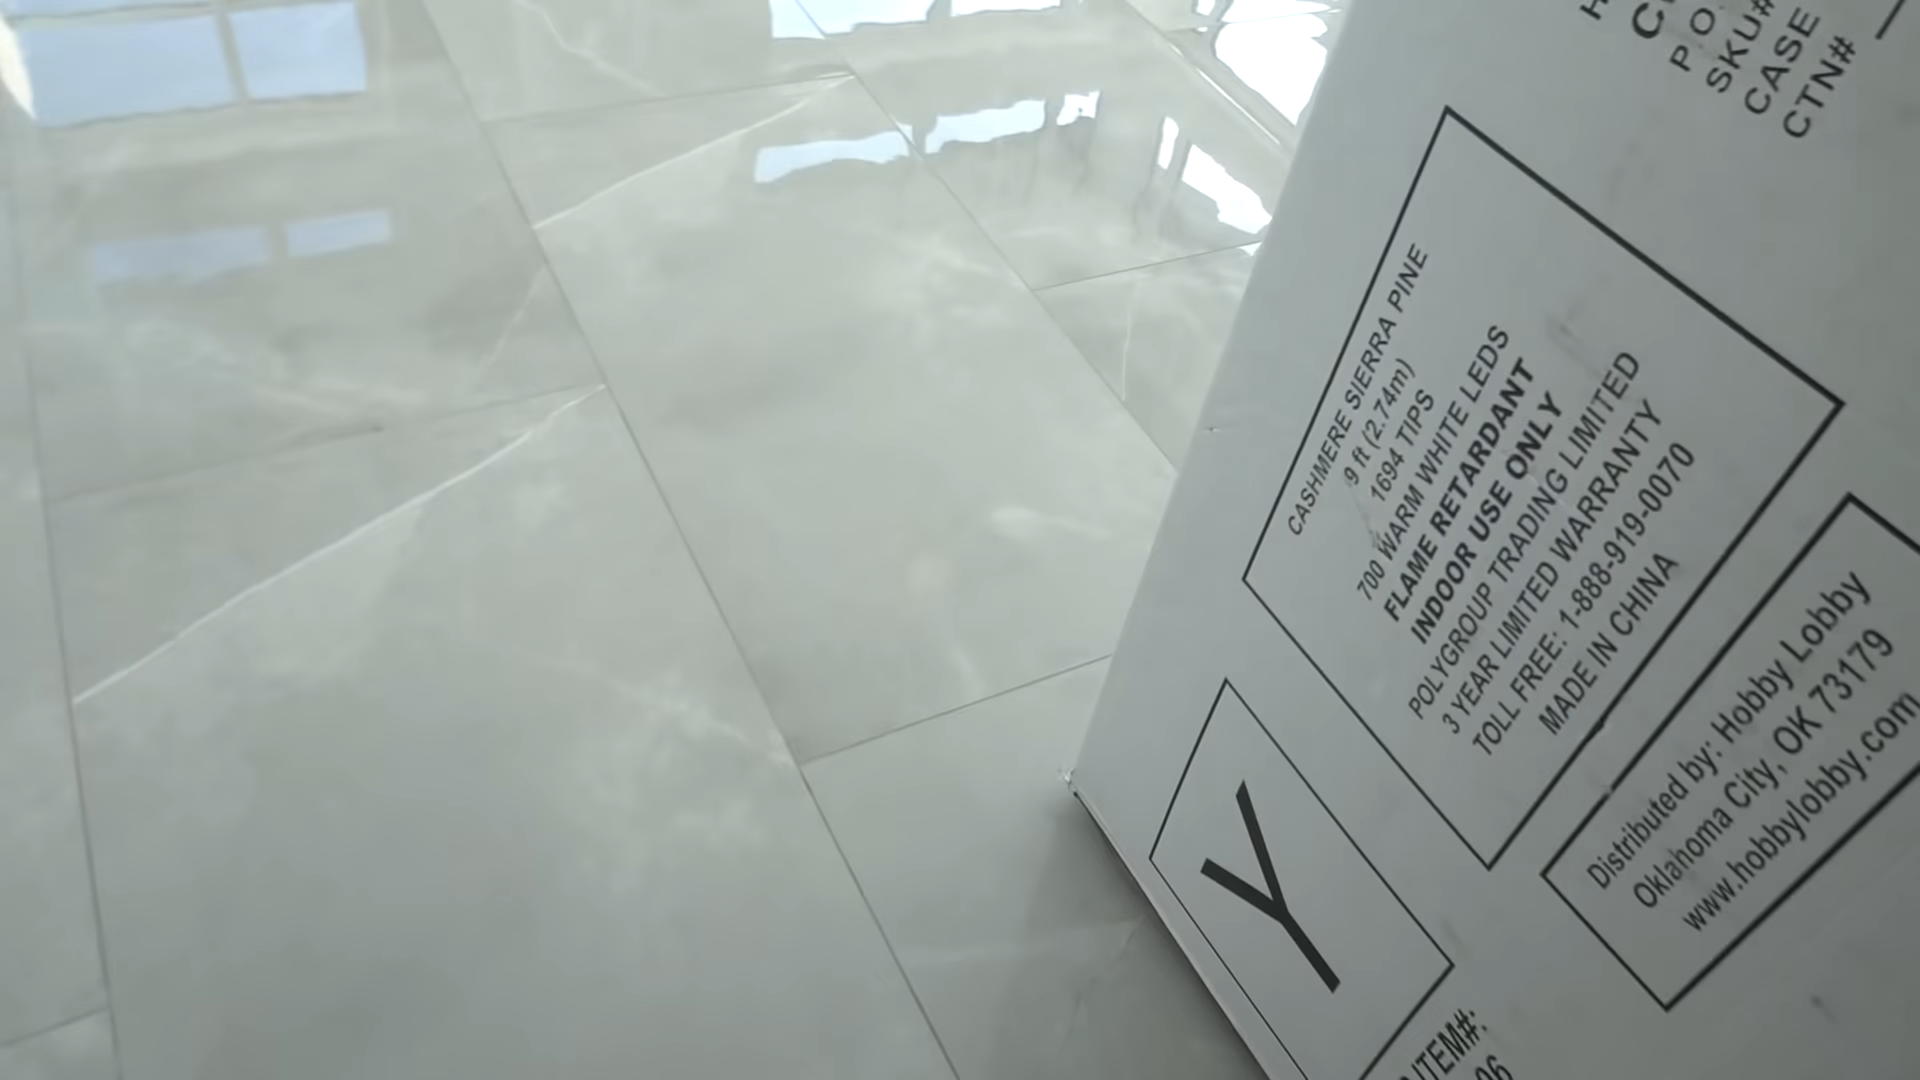 SKU#
CASE
CTN#
CASHMERE SIERRA PINE
9 ft (2.74m)
1694 TIPS
700 WARM WHITE LEDS
FLAME RETARDANT
INDOOR USE ONLY
POLYGROUP TRADING LIMITED
3 YEAR LIMITED WARRANTY
TOLL FREE: 1-888-919-0070
MADE IN CHINA
Distributed by: Hobby Lobby
Oklahoma City, OK 73179
www.hobbylobby.com
Y
ITEM#: